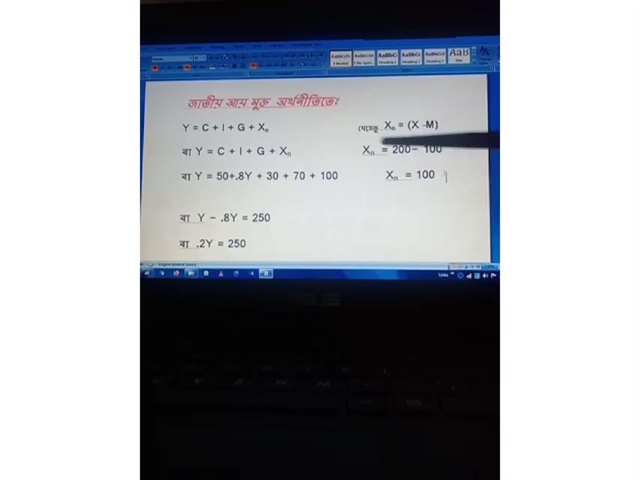 জাতীয় আয় মুক্ত অর্থনীতিতেঃ
Y = C + I + G + Xn
যেহেতু Xn = (X -M)
বা Y = C + I + G + Xn
Xn = 200- 100
বা Y = 50+.8Y + 30 + 70 + 100
Xn = 100
বা Y - .8Y = 250
বা .2Y = 250